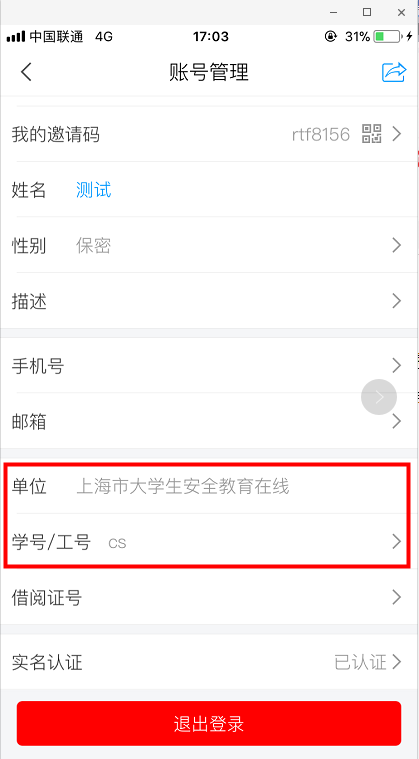 中国联通 4G 17:03 31%
账号管理
我的邀请码 rtf8156
姓名 测试
性别 保密
描述
手机号
邮箱
单位 上海市大学生安全教育在线
学号/工号 cs
借阅证号
实名认证 已认证
退出登录